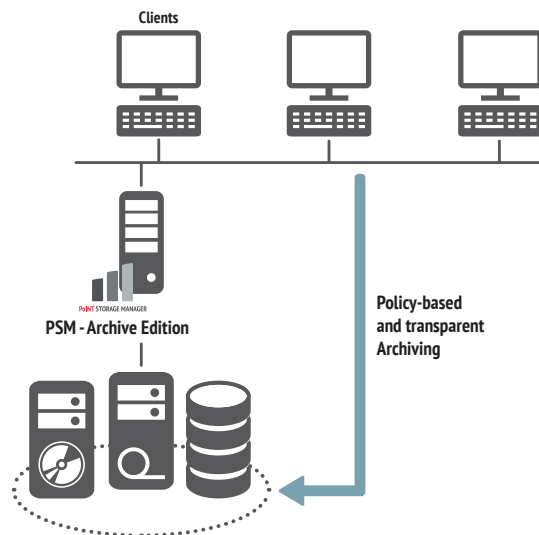 Clients
PoINT STORAGE MANAGER
PSM - Archive Edition
Policy-based
and transparent
Archiving